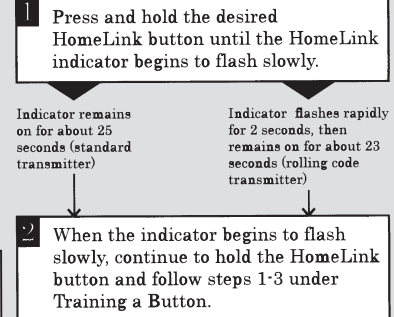 1
Press and hold the desired
HomeLink button until the HomeLink
indicator begins to flash slowly.
Indicator remains
on for about 25
seconds (standard
transmitter)
Indicator flashes rapidly
for 2 seconds, then
remains on for about 23
seconds (rolling code
transmitter)
2
When the indicator begins to flash
slowly, continue to hold the HomeLink
button and follow steps 1-3 under
Training a Button.